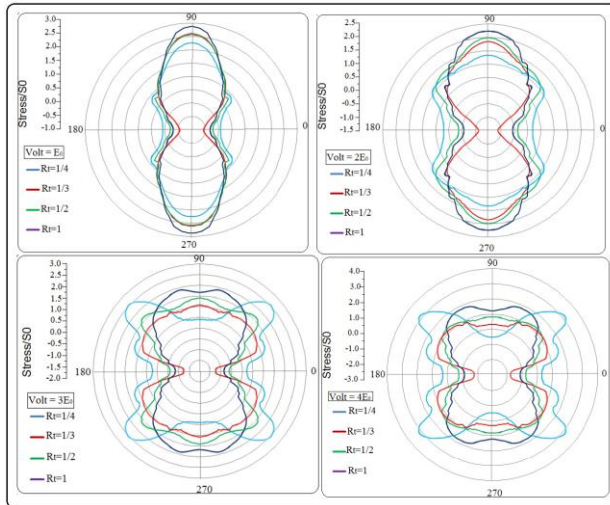 90
3.0
2.5
2.0
1.5
1.0
0.5
0.0
-0.5
-1.0
Stress/S0
180
0
Volt = E₀
Rt=1/4
Rt=1/3
Rt=1/2
Rt=1
270
90
2.5
2.0
1.5
1.0
0.5
0.0
-0.5
-1.0
-1.5
Stress/S0
180
0
Volt = 2E₀
Rt=1/4
Rt=1/3
Rt=1/2
Rt=1
270
90
3.0
2.5
2.0
1.5
1.0
0.5
0.0
-0.5
-1.0
-1.5
-2.0
Stress/S0
180
0
Volt = 3E₀
Rt=1/4
Rt=1/3
Rt=1/2
Rt=1
270
90
4.0
3.0
2.0
1.0
0.0
-1.0
-2.0
-3.0
Stress/S0
180
0
Volt = 4E₀
Rt=1/4
Rt=1/3
Rt=1/2
Rt=1
270